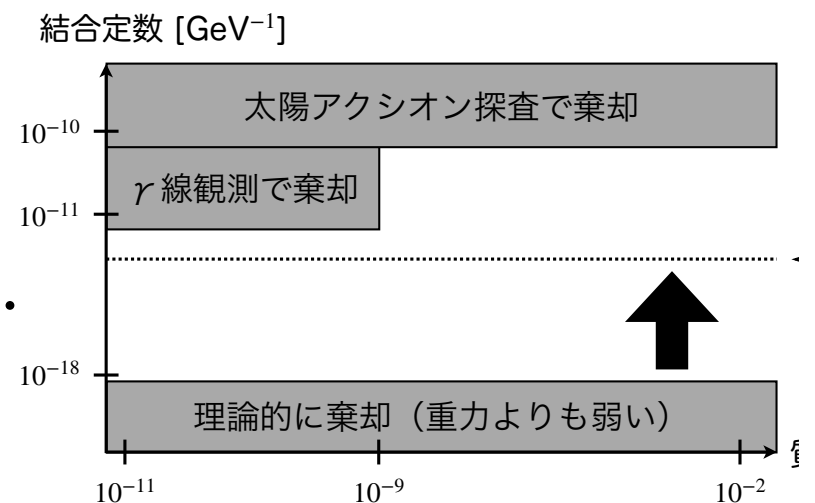 結合定数 [GeV⁻¹]
太陽アクシオン探査で棄却
10⁻¹⁰
γ線観測で棄却
10⁻¹¹
•
10⁻¹⁸
理論的に棄却（重力よりも弱い）
10⁻¹¹ 10⁻⁹ 10⁻²